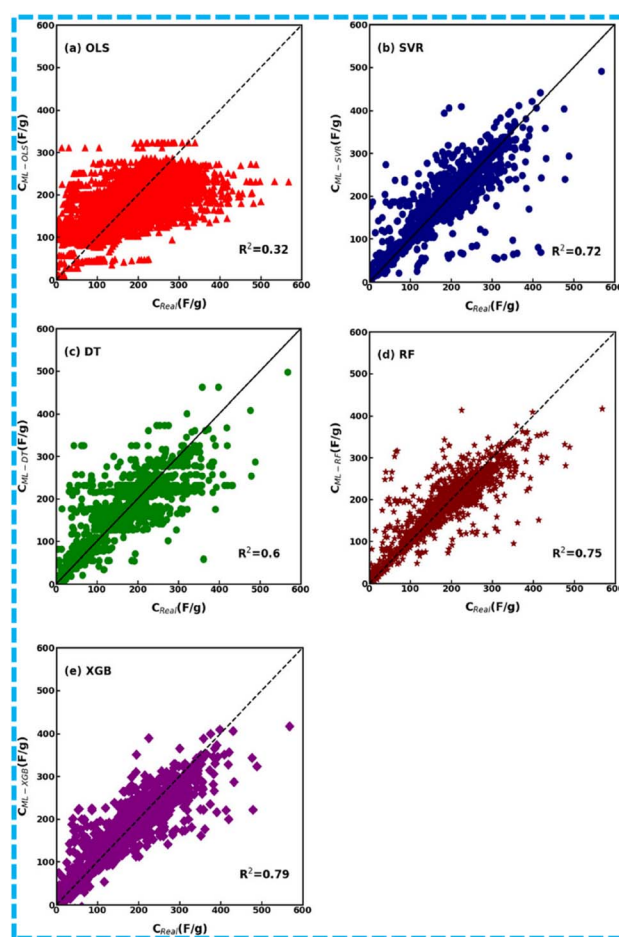 (a) OLS
600
500
400
300
200
100
0
0 100 200 300 400 500 600
C_ML-OLS(F/g)
R²=0.32
C_Real(F/g)
(b) SVR
600
500
400
300
200
100
0
0 100 200 300 400 500 600
C_ML-SVR(F/g)
R²=0.72
C_Real(F/g)
(c) DT
600
500
400
300
200
100
0
0 100 200 300 400 500 600
C_ML-DT(F/g)
R²=0.6
C_Real(F/g)
(d) RF
600
500
400
300
200
100
0
0 100 200 300 400 500 600
C_ML-RF(F/g)
R²=0.75
C_Real(F/g)
(e) XGB
600
500
400
300
200
100
0
0 100 200 300 400 500 600
C_ML-XGB(F/g)
R²=0.79
C_Real(F/g)